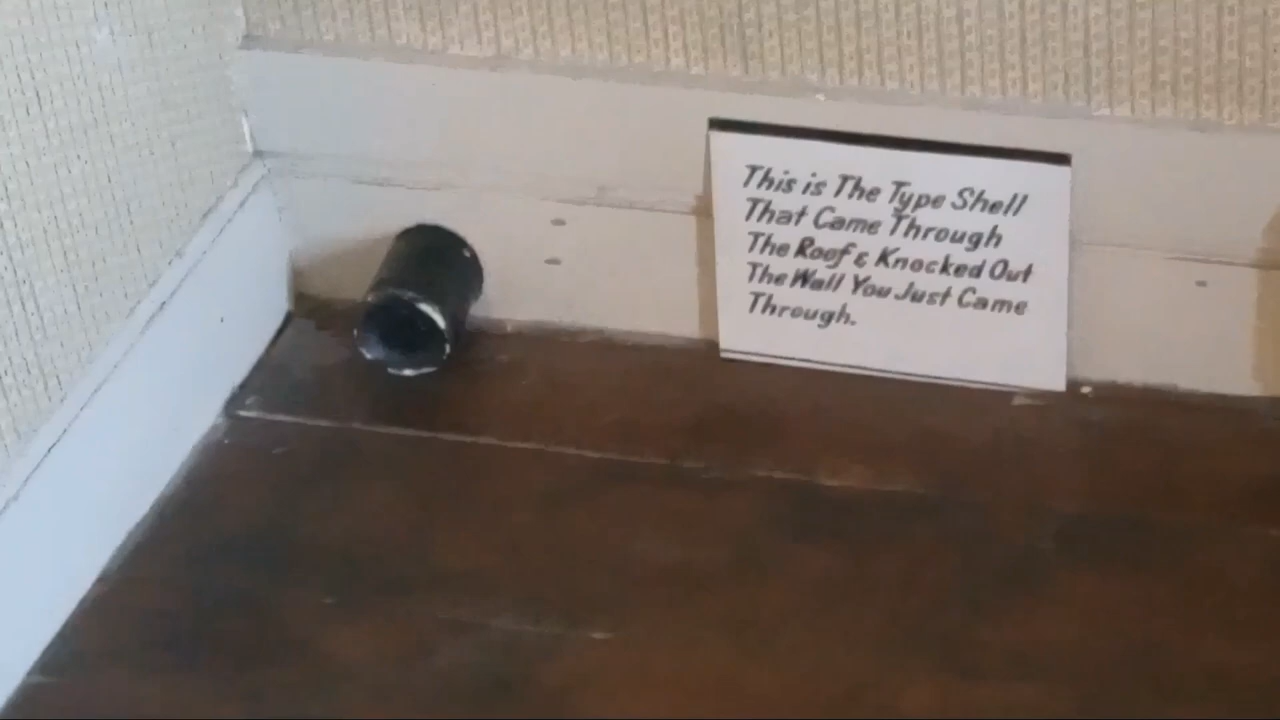 This is The Type Shell
That Came Through
The Roof & Knocked Out
The Wall You Just Came
Through.